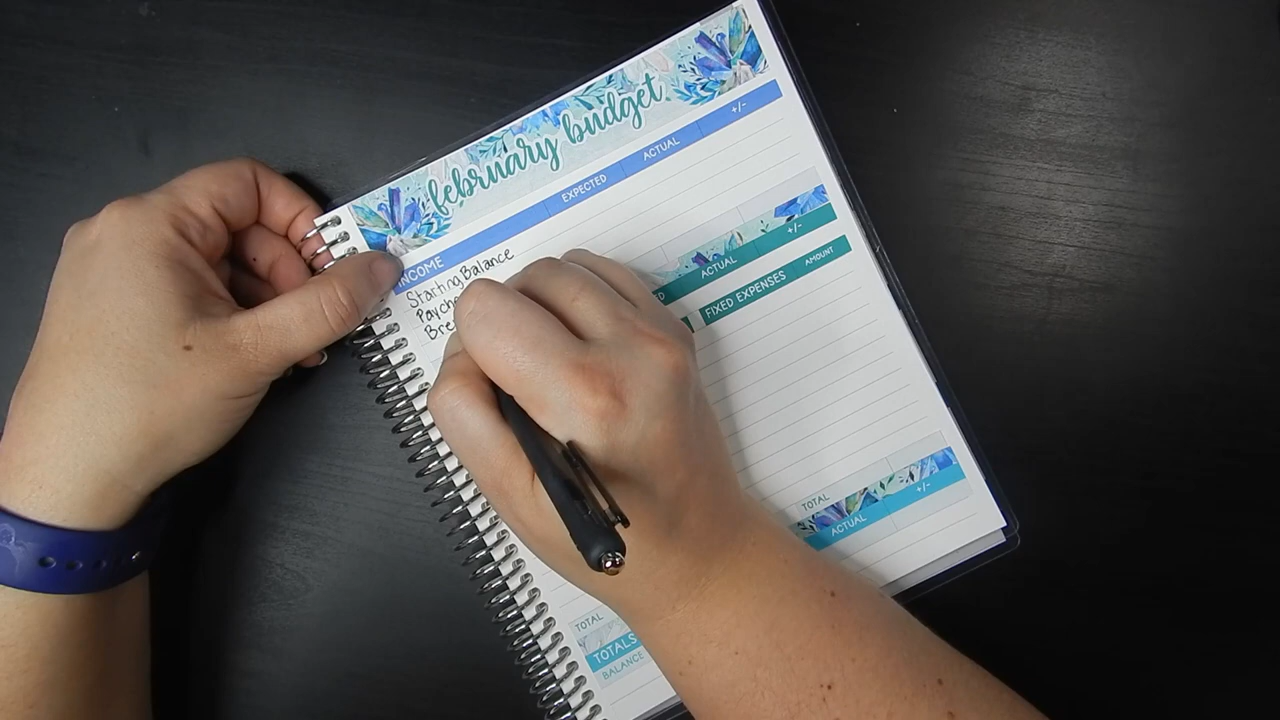 february budget
INCOME EXPECTED ACTUAL +/-
Starting Balance
ACTUAL +/-
FIXED EXPENSES AMOUNT
TOTAL
ACTUAL +/-
TOTAL
TOTALS
BALANCE